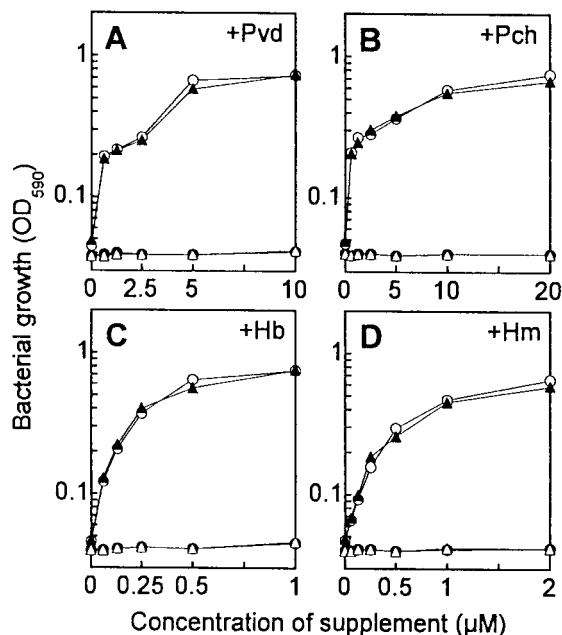 A +Pvd
B +Pch
1
0.1
0 2.5 5 10
1
0.1
0 5 10 20
C +Hb
D +Hm
1
0.1
0 0.25 0.5 1
1
0.1
0 0.5 1 2
Bacterial growth (OD590)
Concentration of supplement (µM)